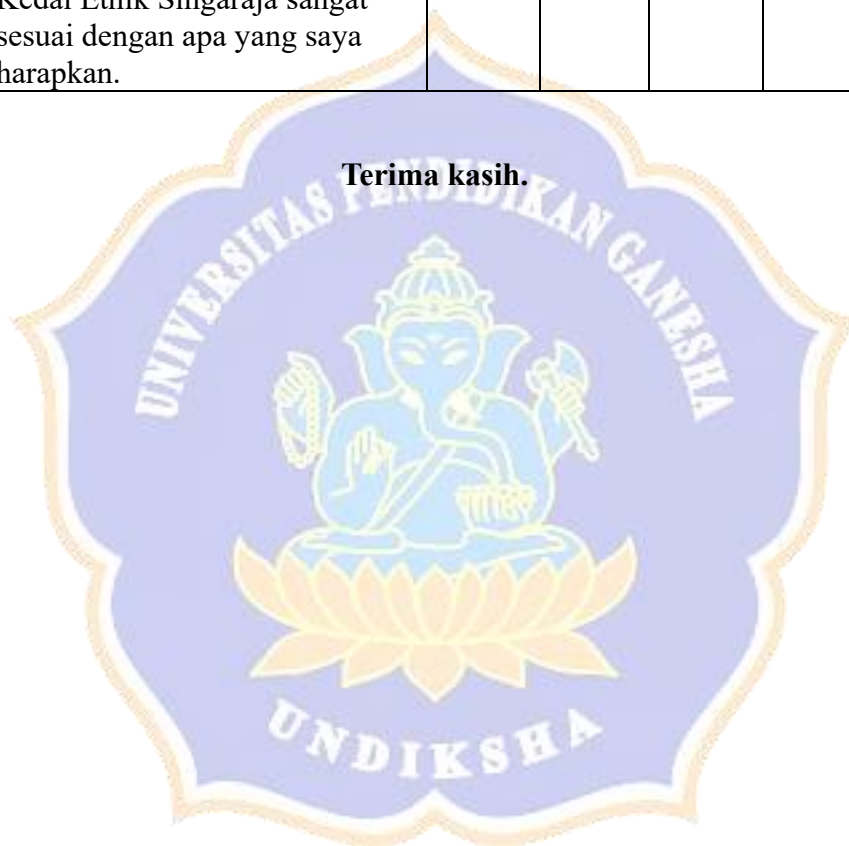 Kedai Etnik Singaraja sangat
sesuai dengan apa yang saya
harapkan.
Terima kasih.
UNIVERSITAS PENDIDIKAN GANESHA
UNDIKSHA